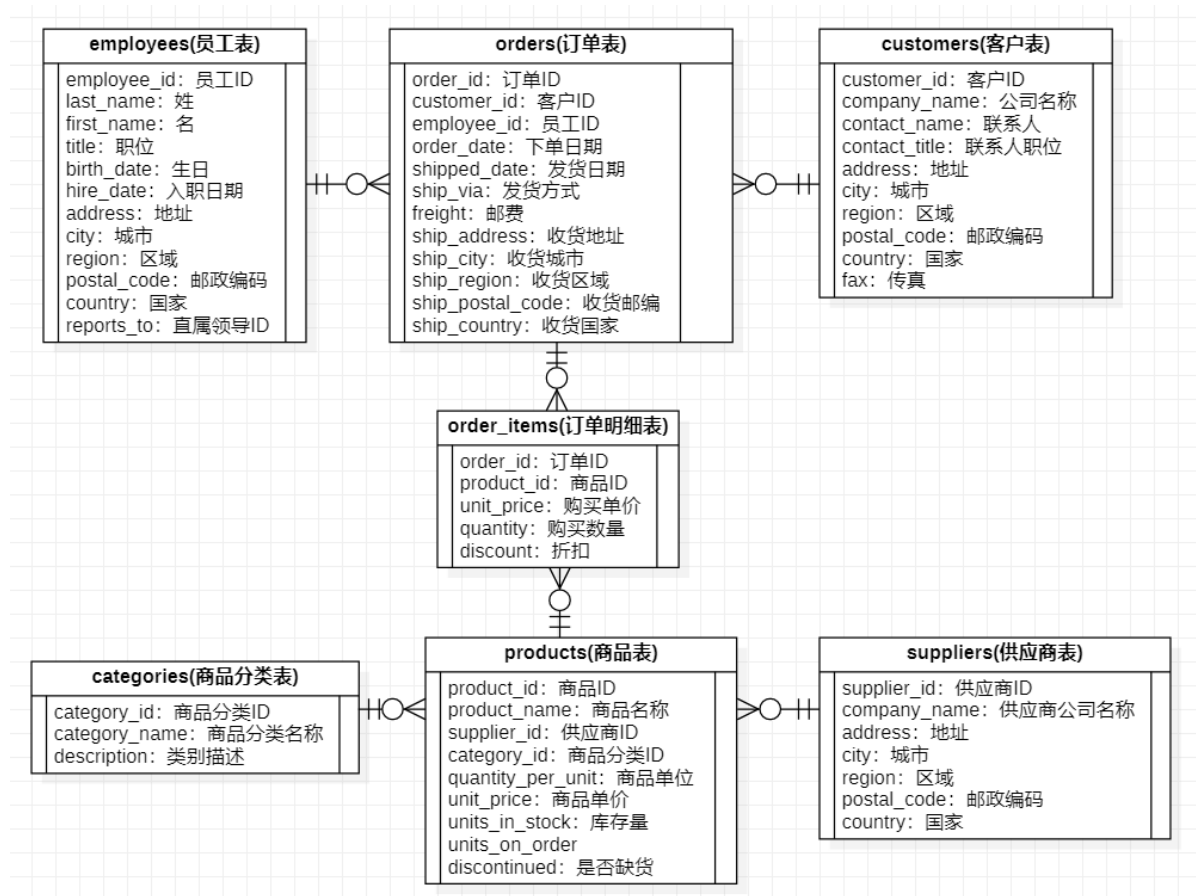 employees(员工表)
employee_id：员工ID
last_name：姓
first_name：名
title：职位
birth_date：生日
hire_date：入职日期
address：地址
city：城市
region：区域
postal_code：邮政编码
country：国家
reports_to：直属领导ID
orders(订单表)
order_id：订单ID
customer_id：客户ID
employee_id：员工ID
order_date：下单日期
shipped_date：发货日期
ship_via：发货方式
freight：邮费
ship_address：收货地址
ship_city：收货城市
ship_region：收货区域
ship_postal_code：收货邮编
ship_country：收货国家
customers(客户表)
customer_id：客户ID
company_name：公司名称
contact_name：联系人
contact_title：联系人职位
address：地址
city：城市
region：区域
postal_code：邮政编码
country：国家
fax：传真
order_items(订单明细表)
order_id：订单ID
product_id：商品ID
unit_price：购买单价
quantity：购买数量
discount：折扣
categories(商品分类表)
category_id：商品分类ID
category_name：商品分类名称
description：类别描述
products(商品表)
product_id：商品ID
product_name：商品名称
supplier_id：供应商ID
category_id：商品分类ID
quantity_per_unit：商品单位
unit_price：商品单价
units_in_stock：库存量
units_on_order
discontinued：是否缺货
suppliers(供应商表)
supplier_id：供应商ID
company_name：供应商公司名称
address：地址
city：城市
region：区域
postal_code：邮政编码
country：国家